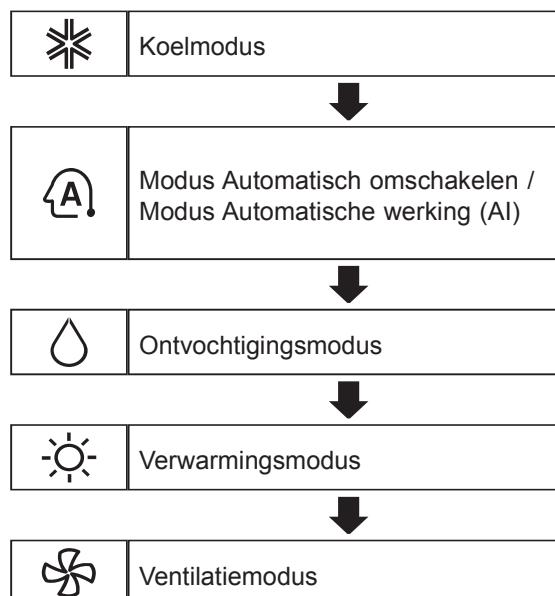 Koelmodus
A
Modus Automatisch omschakelen /
Modus Automatische werking (AI)
Ontvochtigingsmodus
Verwarmingsmodus
Ventilatiemodus